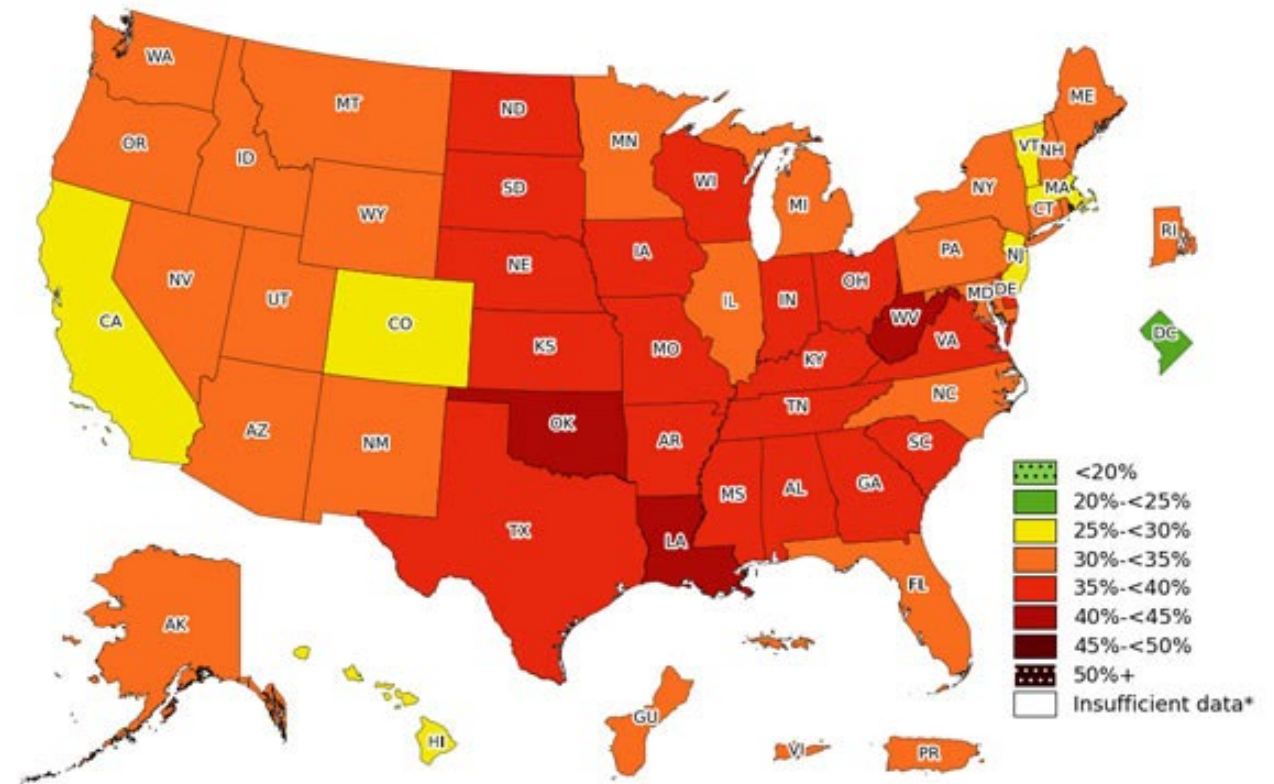 WA
MT
ND
MN
ME
OR
ID
SD
WI
VT
NH
NY
MA
WY
MI
CT
RI
NV
NE
IA
PA
NJ
UT
CO
IL
IN
OH
MD
DE
CA
KS
MO
WV
VA
DC
KY
AZ
NM
OK
TN
NC
AR
SC
MS
AL
GA
TX
LA
FL
AK
HI
GU
VI
PR
<20%
20%-<25%
25%-<30%
30%-<35%
35%-<40%
40%-<45%
45%-<50%
50%+
Insufficient data*